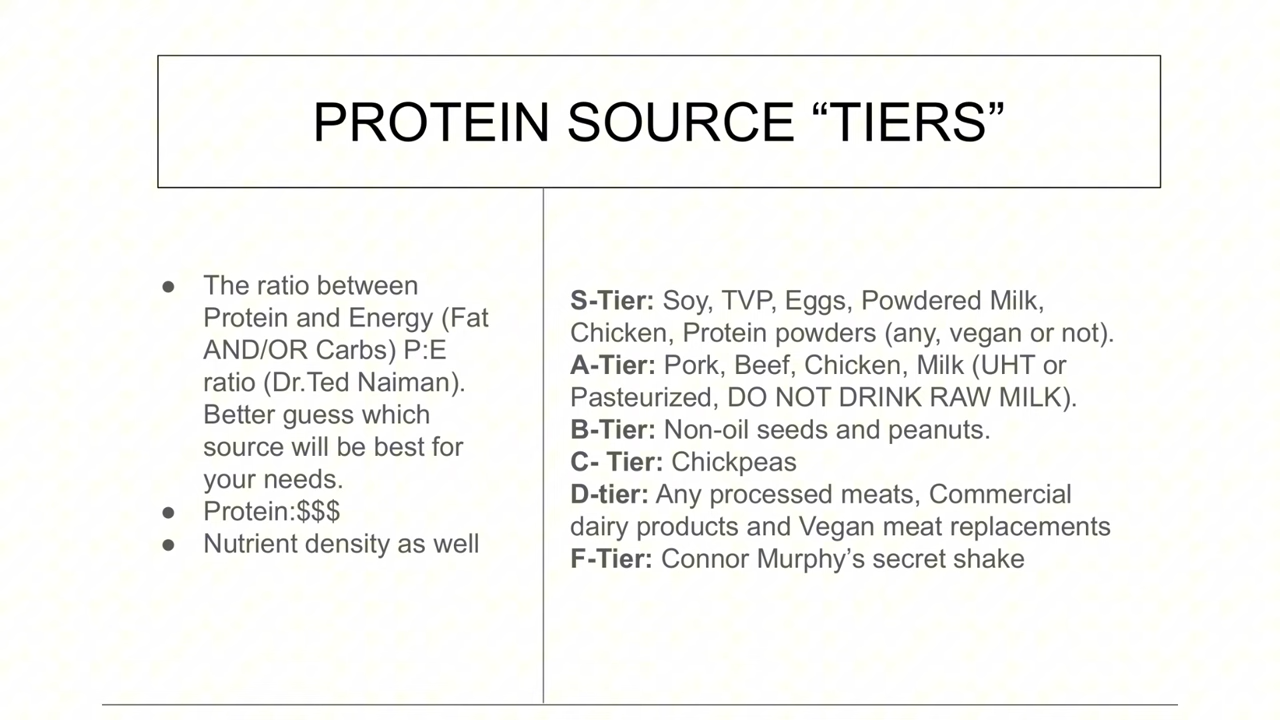 PROTEIN SOURCE “TIERS”
● The ratio between
Protein and Energy (Fat
AND/OR Carbs) P:E
ratio (Dr.Ted Naiman).
Better guess which
source will be best for
your needs.
● Protein:$$$
● Nutrient density as well
S-Tier: Soy, TVP, Eggs, Powdered Milk,
Chicken, Protein powders (any, vegan or not).
A-Tier: Pork, Beef, Chicken, Milk (UHT or
Pasteurized, DO NOT DRINK RAW MILK).
B-Tier: Non-oil seeds and peanuts.
C- Tier: Chickpeas
D-tier: Any processed meats, Commercial
dairy products and Vegan meat replacements
F-Tier: Connor Murphy’s secret shake